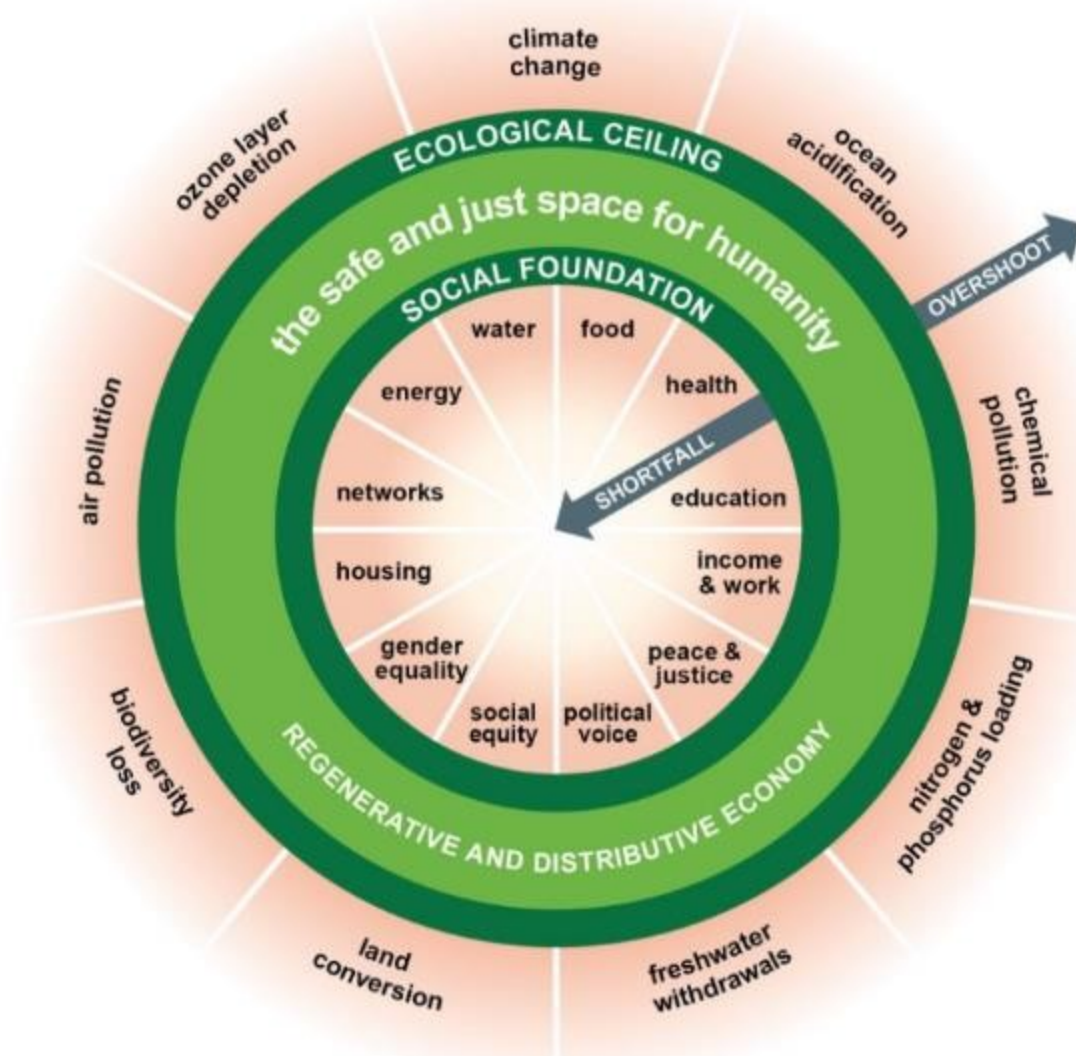 climate
change
ocean
acidification
OVERSHOOT
chemical
pollution
nitrogen &
phosphorus loading
freshwater
withdrawals
land
conversion
biodiversity
loss
air pollution
ozone layer
depletion
ECOLOGICAL CEILING
the safe and just space for humanity
SOCIAL FOUNDATION
water
food
health
SHORTFALL
education
income
& work
peace &
justice
political
voice
social
equity
gender
equality
housing
networks
energy
REGENERATIVE AND DISTRIBUTIVE ECONOMY